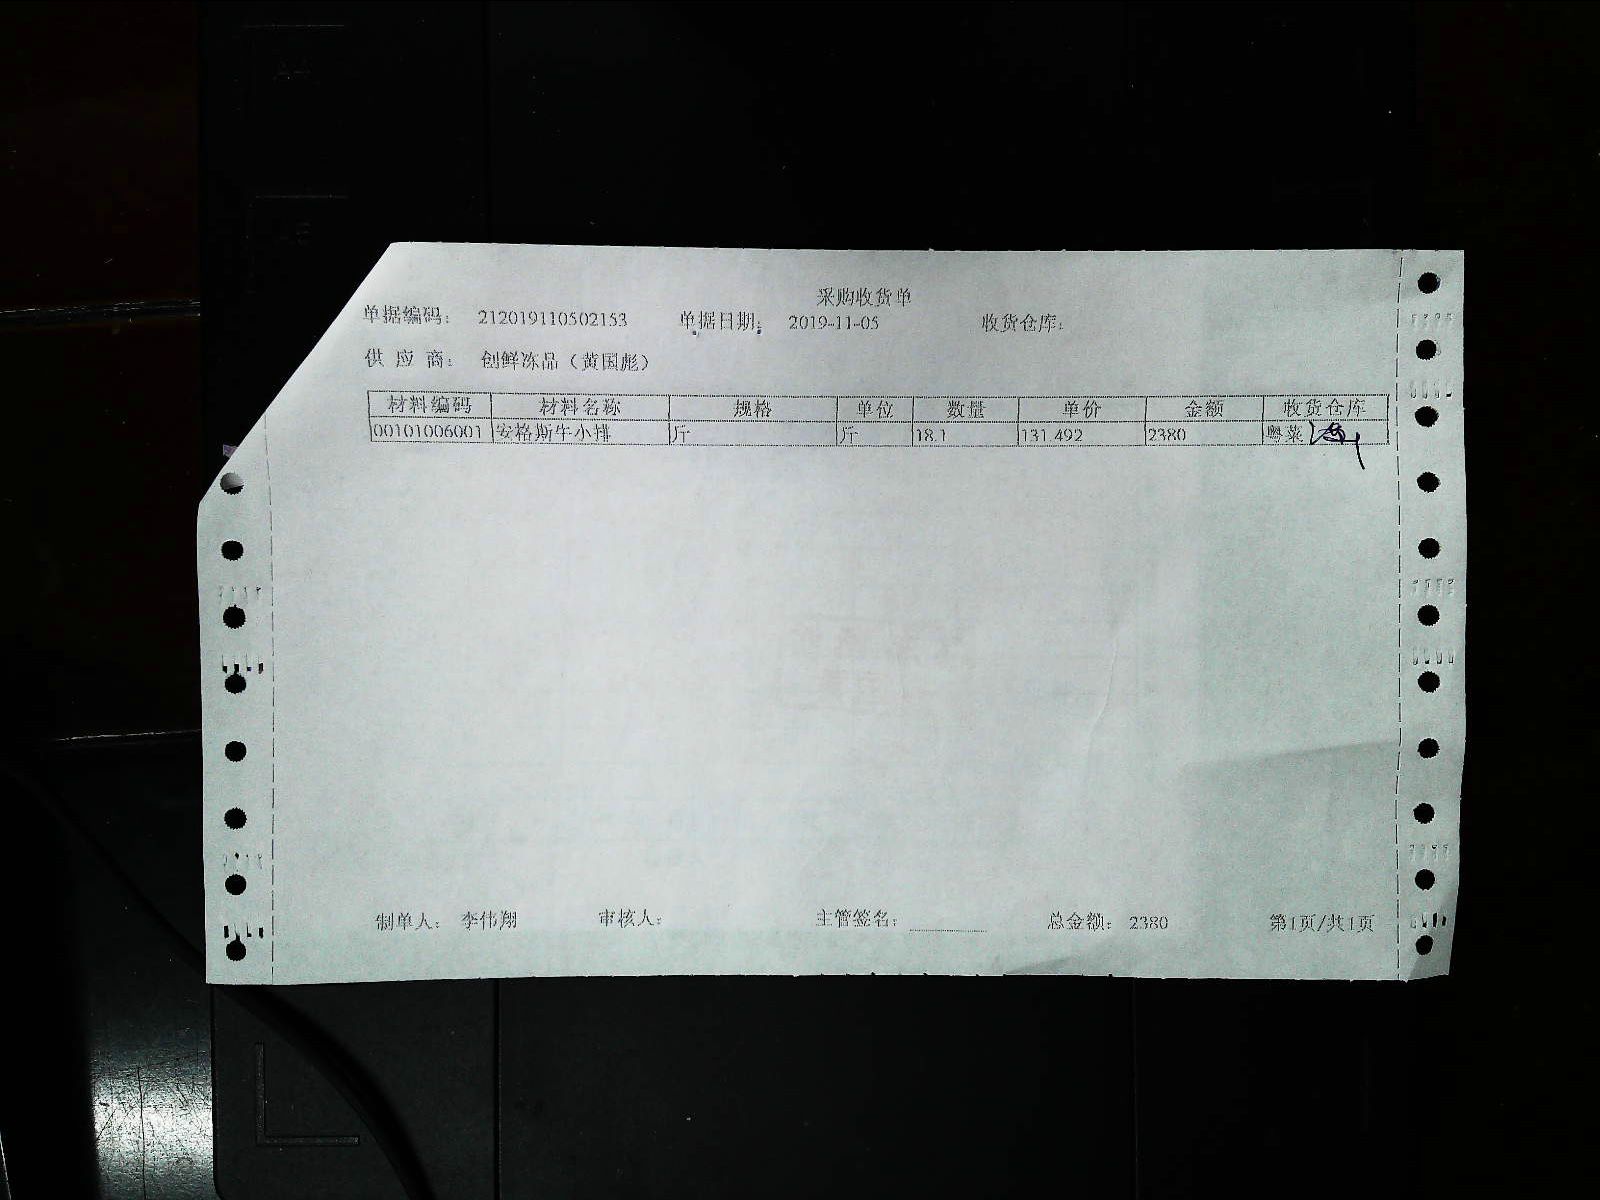 采购收货单
单据编码： 212019110502153 单据日期： 2019-11-05 收货仓库：
供 应 商： 创鲜冻品（黄国彪）
材料编码 材料名称 规格 单位 数量 单价 金额 收货仓库
00101006001 安格斯牛小排 斤 斤 18.1 131.492 2380 粤菜
制单人： 李伟翔 审核人： 主管签名： 总金额： 2380 第1页/共1页